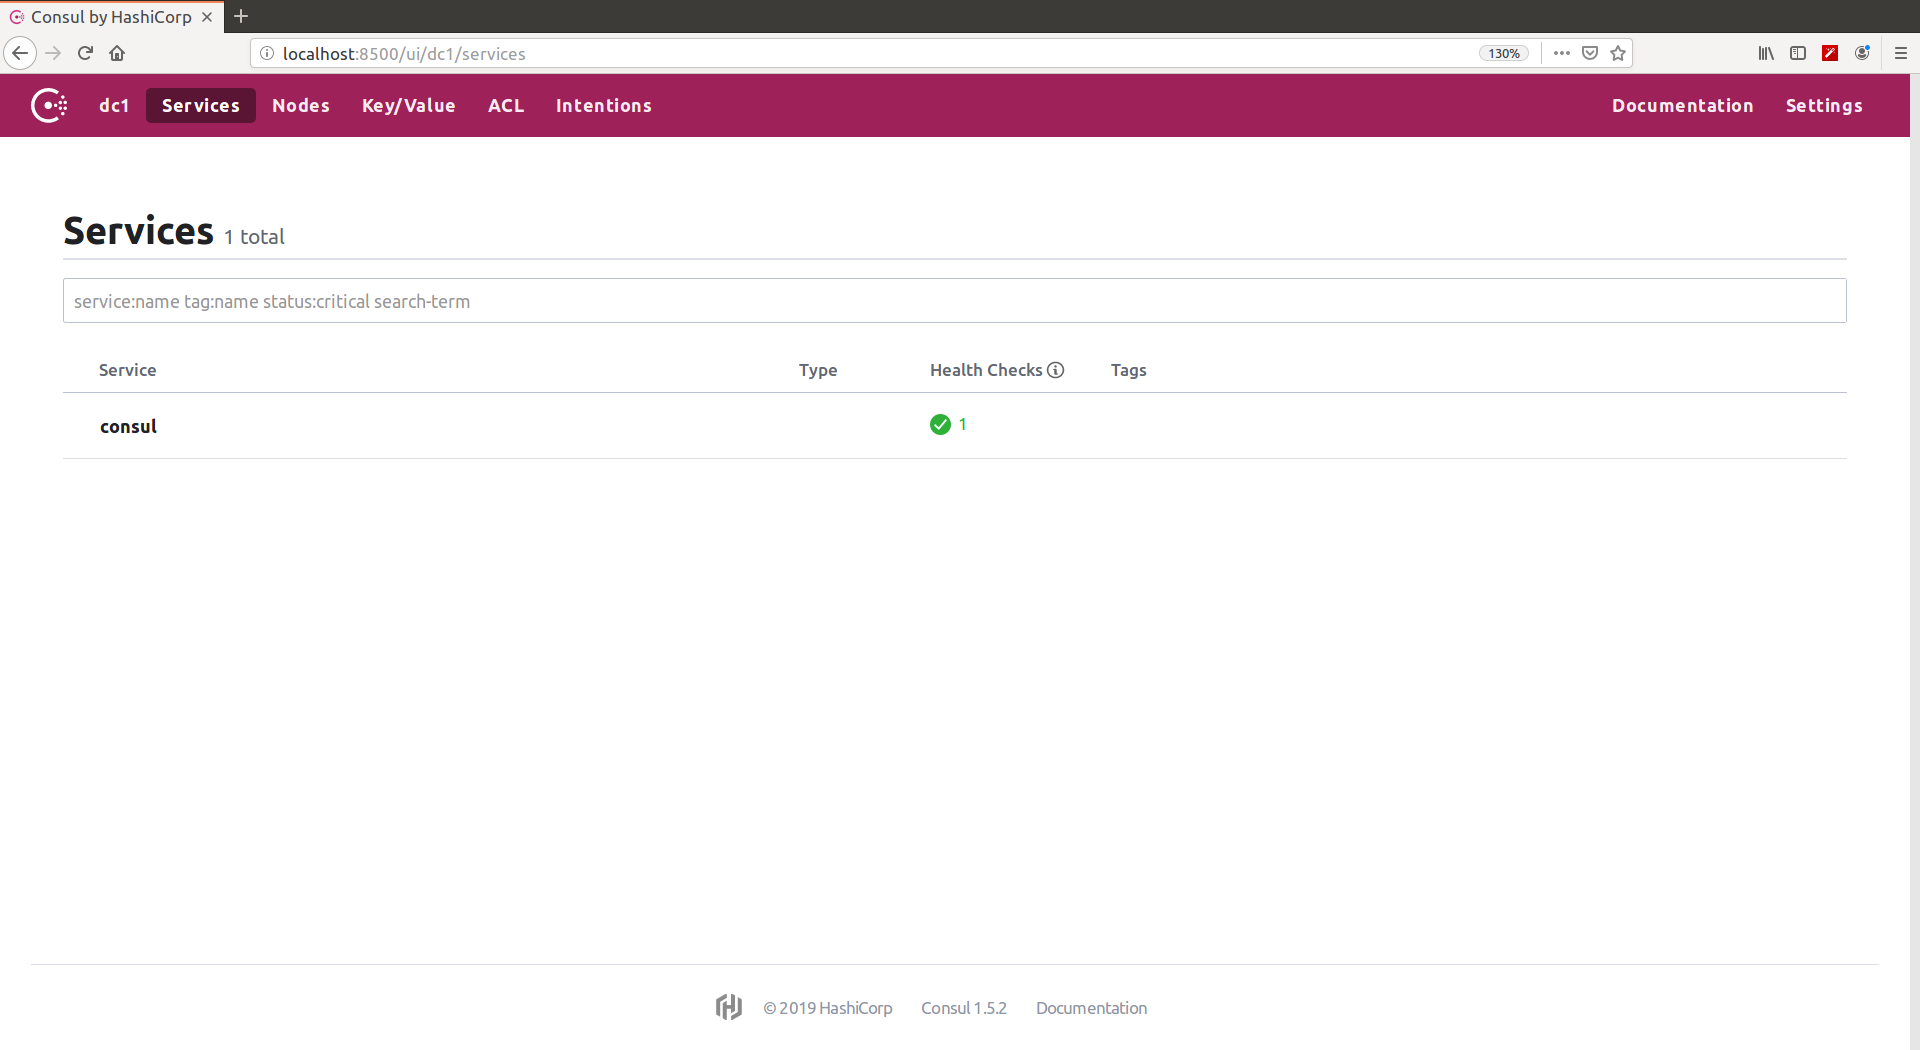 Consul by HashiCorp
localhost:8500/ui/dc1/services
130%
dc1 Services Nodes Key/Value ACL Intentions Documentation Settings
Services 1 total
service:name tag:name status:critical search-term
Service Type Health Checks Tags
consul 1
© 2019 HashiCorp Consul 1.5.2 Documentation